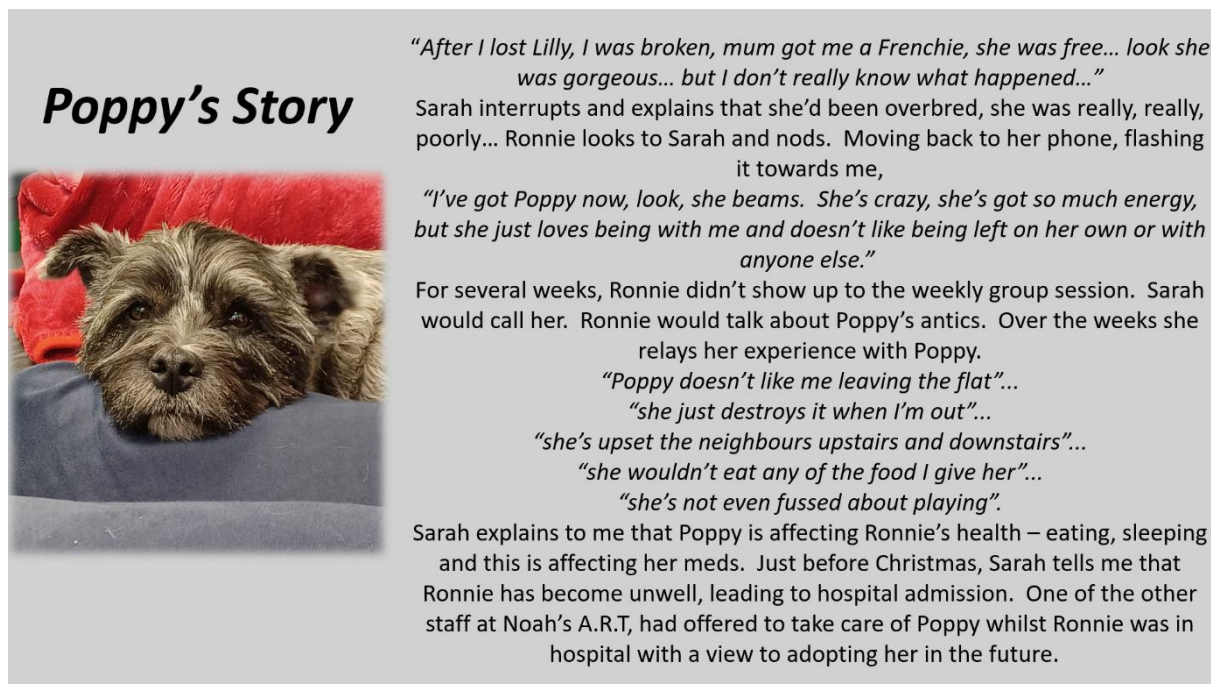 Poppy’s Story
“After I lost Lilly, I was broken, mum got me a Frenchie, she was free… look she
was gorgeous… but I don’t really know what happened…”
Sarah interrupts and explains that she’d been overbred, she was really, really,
poorly… Ronnie looks to Sarah and nods.  Moving back to her phone, flashing
it towards me,
“I’ve got Poppy now, look, she beams.  She’s crazy, she’s got so much energy,
but she just loves being with me and doesn’t like being left on her own or with
anyone else.”
For several weeks, Ronnie didn’t show up to the weekly group session.  Sarah
would call her.  Ronnie would talk about Poppy’s antics.  Over the weeks she
relays her experience with Poppy.
“Poppy doesn’t like me leaving the flat”...
“she just destroys it when I’m out”...
“she’s upset the neighbours upstairs and downstairs”...
“she wouldn’t eat any of the food I give her”...
“she’s not even fussed about playing”.
Sarah explains to me that Poppy is affecting Ronnie’s health – eating, sleeping
and this is affecting her meds.  Just before Christmas, Sarah tells me that
Ronnie has become unwell, leading to hospital admission.  One of the other
staff at Noah’s A.R.T, had offered to take care of Poppy whilst Ronnie was in
hospital with a view to adopting her in the future.